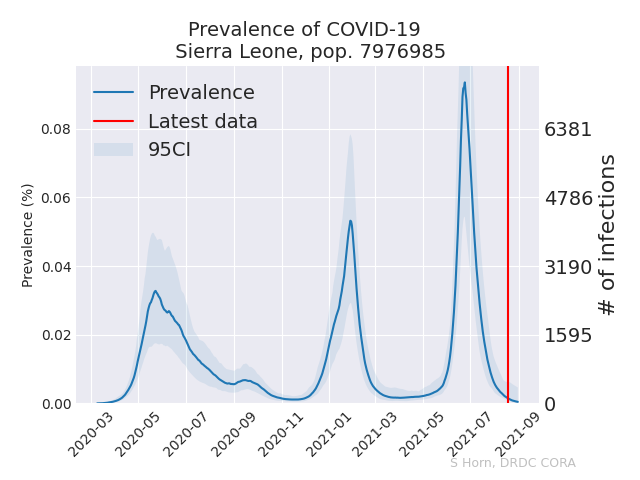 Prevalence of COVID-19
Sierra Leone, pop. 7976985
Prevalence
Latest data
95CI
Prevalence (%)
0.08
0.06
0.04
0.02
0.00
6381
4786
3190
1595
0
# of infections
2020-03
2020-05
2020-07
2020-09
2020-11
2021-01
2021-03
2021-05
2021-07
2021-09
S Horn, DRDC CORA